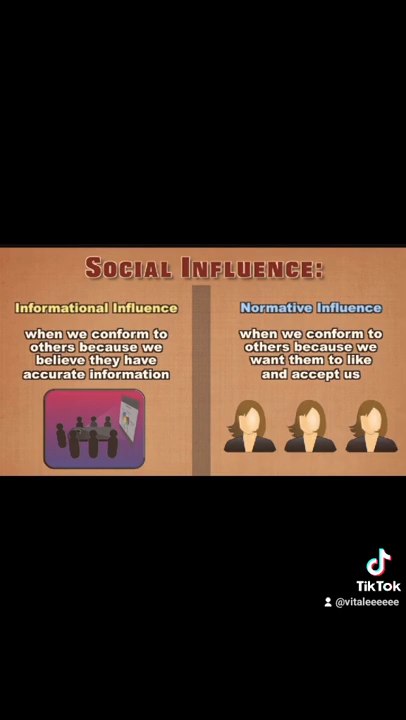 SOCIAL INFLUENCE:
Informational Influence
when we conform to
others because we
believe they have
accurate information
Normative Influence
when we conform to
others because we
want them to like
and accept us
TikTok
@vitaleeeeee